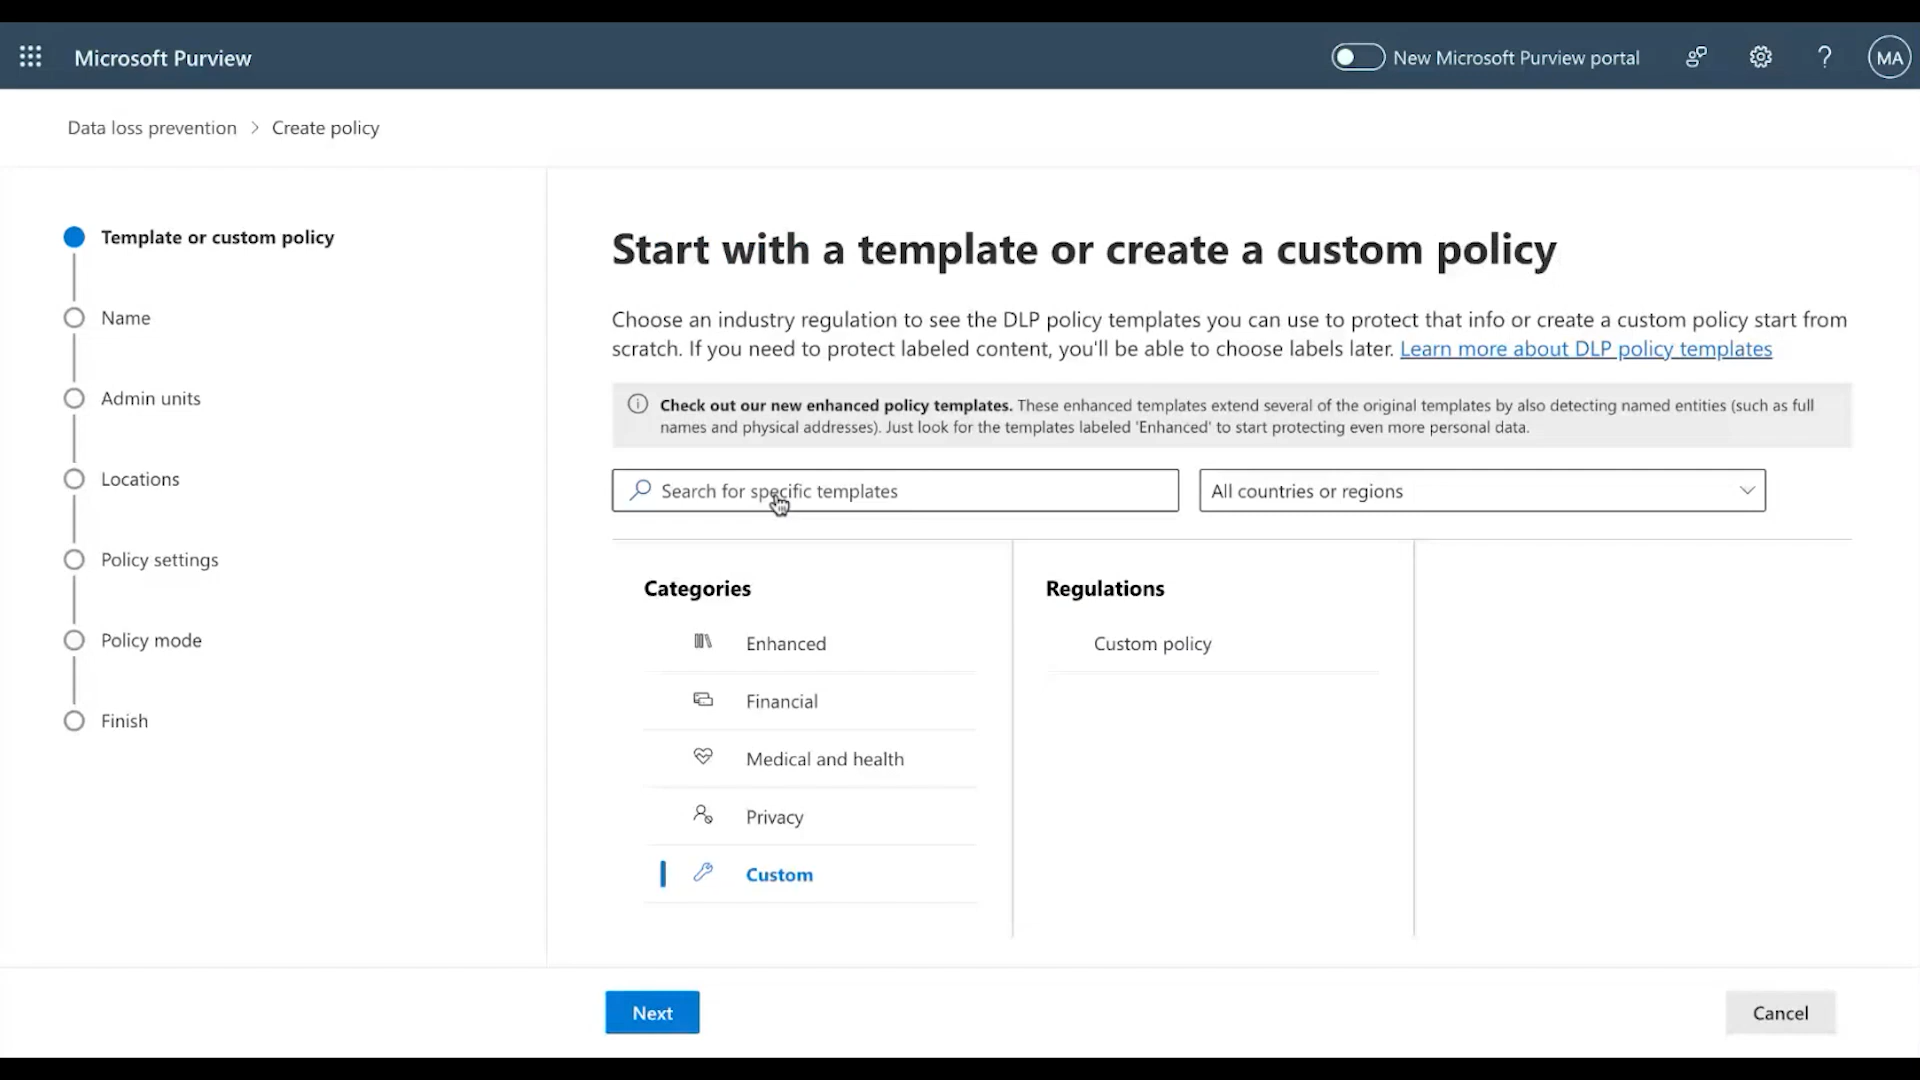 Microsoft Purview
New Microsoft Purview portal
?
MA
Data loss prevention > Create policy
Template or custom policy
Name
Admin units
Locations
Policy settings
Policy mode
Finish
Start with a template or create a custom policy
Choose an industry regulation to see the DLP policy templates you can use to protect that info or create a custom policy start from
scratch. If you need to protect labeled content, you'll be able to choose labels later. Learn more about DLP policy templates
Check out our new enhanced policy templates. These enhanced templates extend several of the original templates by also detecting named entities (such as full
names and physical addresses). Just look for the templates labeled 'Enhanced' to start protecting even more personal data.
Search for specific templates
All countries or regions
Categories
Enhanced
Financial
Medical and health
Privacy
Custom
Regulations
Custom policy
Next
Cancel